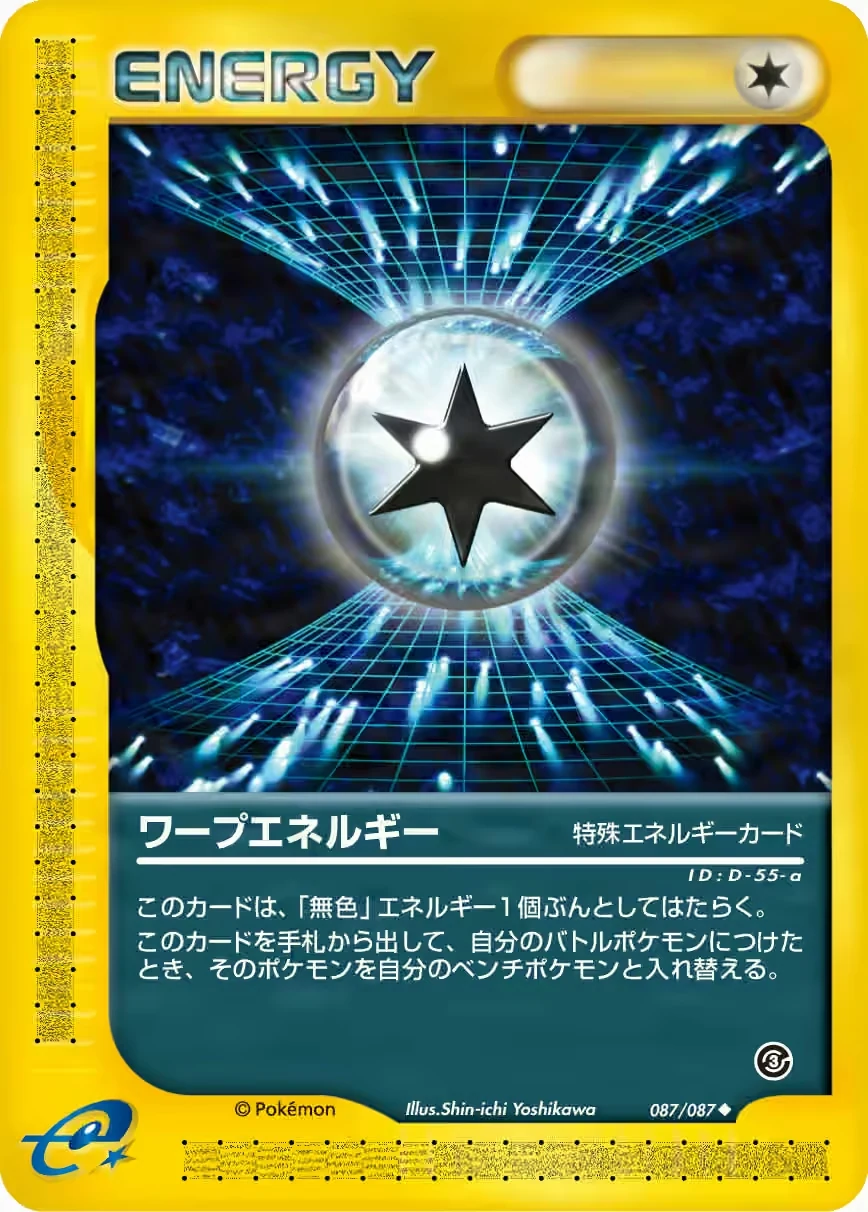 ENERGY
ワープエネルギー
特殊エネルギーカード
ID:D-55-a
このカードは、「無色」エネルギー1個ぶんとしてはたらく。
このカードを手札から出して、自分のバトルポケモンにつけた
とき、そのポケモンを自分のベンチポケモンと入れ替える。
3
© Pokémon
Illus.Shin-ichi Yoshikawa
087/087◆
e